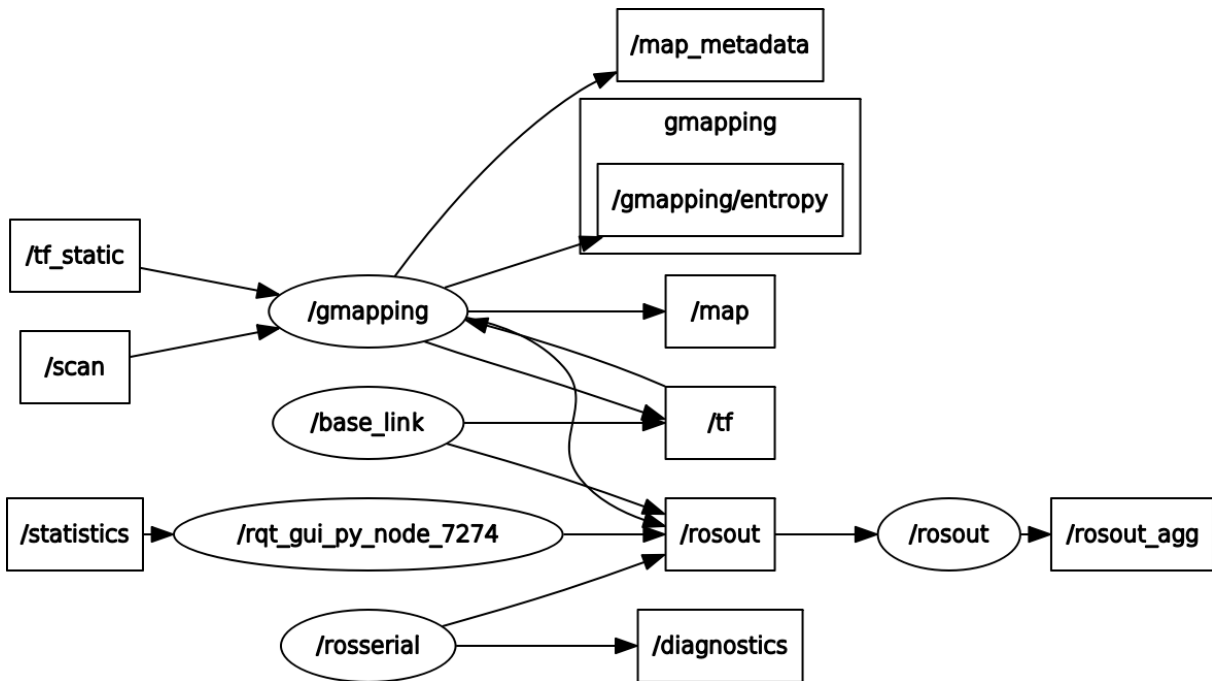 /map_metadata
gmapping
/gmapping/entropy
/tf_static
/gmapping
/map
/scan
/base_link
/tf
/statistics
/rqt_gui_py_node_7274
/rosout
/rosout
/rosout_agg
/rosserial
/diagnostics